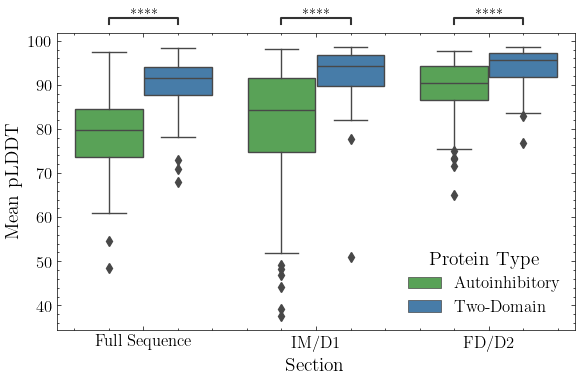 **** **** ****
100
90
80
70
60
50
40
Mean pLDDT
Protein Type
Autoinhibitory
Two-Domain
Full Sequence IM/D1 FD/D2
Section